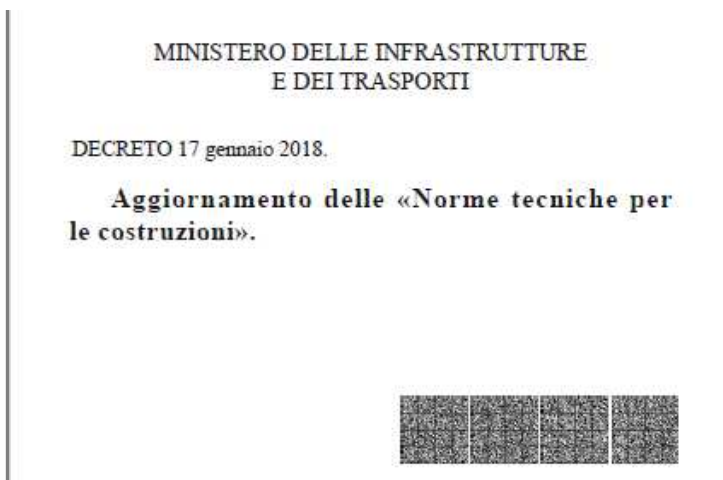 MINISTERO DELLE INFRASTRUTTURE
E DEI TRASPORTI
DECRETO 17 gennaio 2018.
Aggiornamento delle «Norme tecniche per
le costruzioni».